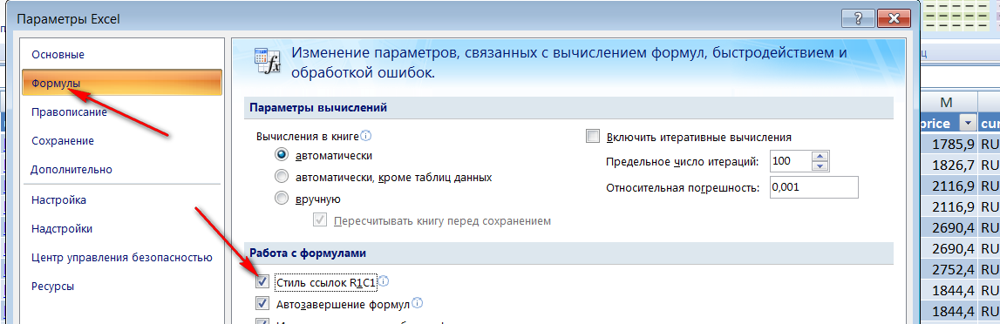 Параметры Excel
?
Основные
Формулы
Правописание
Сохранение
Дополнительно
Настройка
Надстройки
Центр управления безопасностью
Ресурсы
Изменение параметров, связанных с вычислением формул, быстродействием и
обработкой ошибок.
Параметры вычислений
Вычисления в книге
автоматически
автоматически, кроме таблиц данных
вручную
Пересчитывать книгу перед сохранением
Включить итеративные вычисления
Предельное число итераций: 100
Относительная погрешность: 0,001
Работа с формулами
Стиль ссылок R1C1
Автозавершение формул
M
price cur
1785,9 RU
1826,7 RU
2116,9 RU
2116,9 RU
2690,4 RU
2690,4 RU
2752,4 RU
1844,4 RU
1844,4 RU